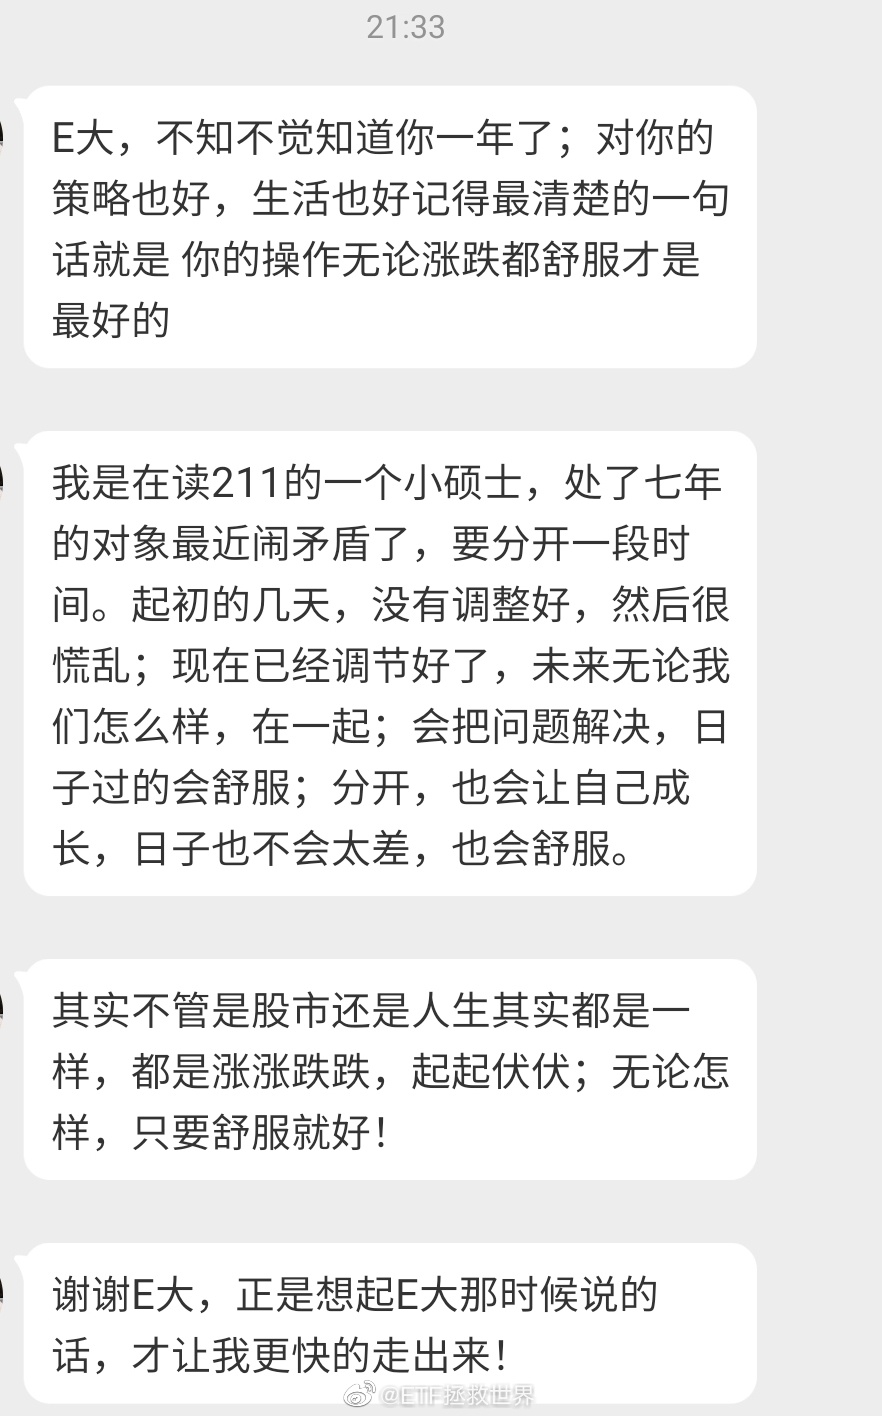 21:33
E大，不知不觉知道你一年了；对你的
策略也好，生活也好记得最清楚的一句
话就是 你的操作无论涨跌都舒服才是
最好的
我是在读211的一个小硕士，处了七年
的对象最近闹矛盾了，要分开一段时
间。起初的几天，没有调整好，然后很
慌乱；现在已经调节好了，未来无论我
们怎么样，在一起；会把问题解决，日
子过的会舒服；分开，也会让自己成
长，日子也不会太差，也会舒服。
其实不管是股市还是人生其实都是一
样，都是涨涨跌跌，起起伏伏；无论怎
样，只要舒服就好！
谢谢E大，正是想起E大那时候说的
话，才让我更快的走出来！
@ETF拯救世界